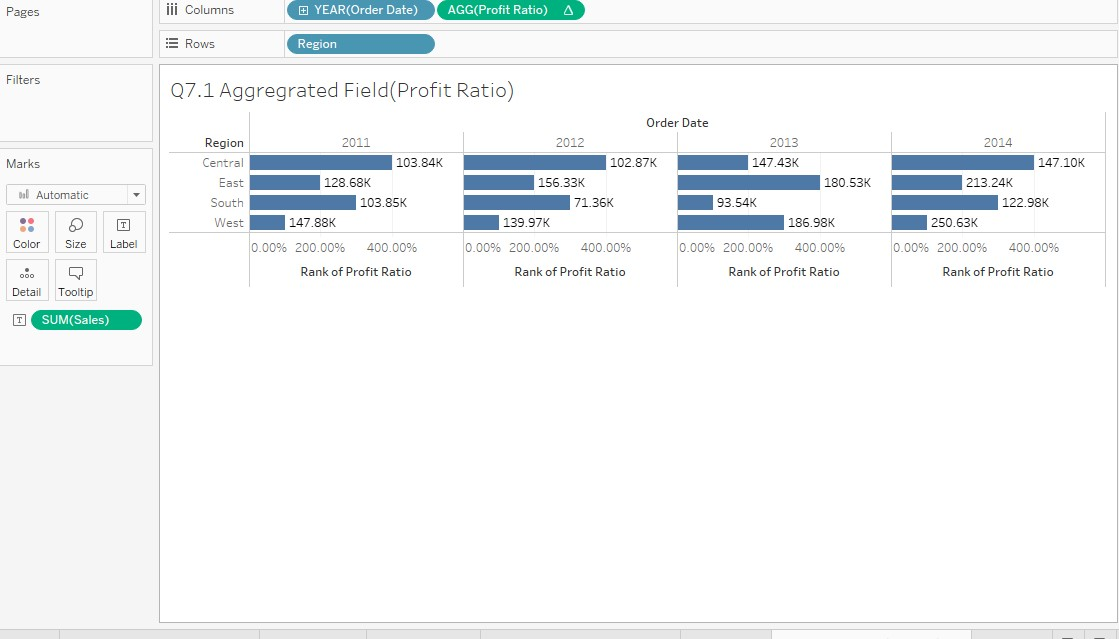 Pages
Columns
YEAR(Order Date)
AGG(Profit Ratio)
Rows
Region
Filters
Marks
Automatic
Color
Size
Label
Detail
Tooltip
SUM(Sales)
Q7.1 Aggregrated Field(Profit Ratio)
Order Date
Region 2011 2012 2013 2014
Central 103.84K 102.87K 147.43K 147.10K
East 128.68K 156.33K 180.53K 213.24K
South 103.85K 71.36K 93.54K 122.98K
West 147.88K 139.97K 186.98K 250.63K
0.00% 200.00% 400.00% 0.00% 200.00% 400.00% 0.00% 200.00% 400.00% 0.00% 200.00% 400.00%
Rank of Profit Ratio Rank of Profit Ratio Rank of Profit Ratio Rank of Profit Ratio